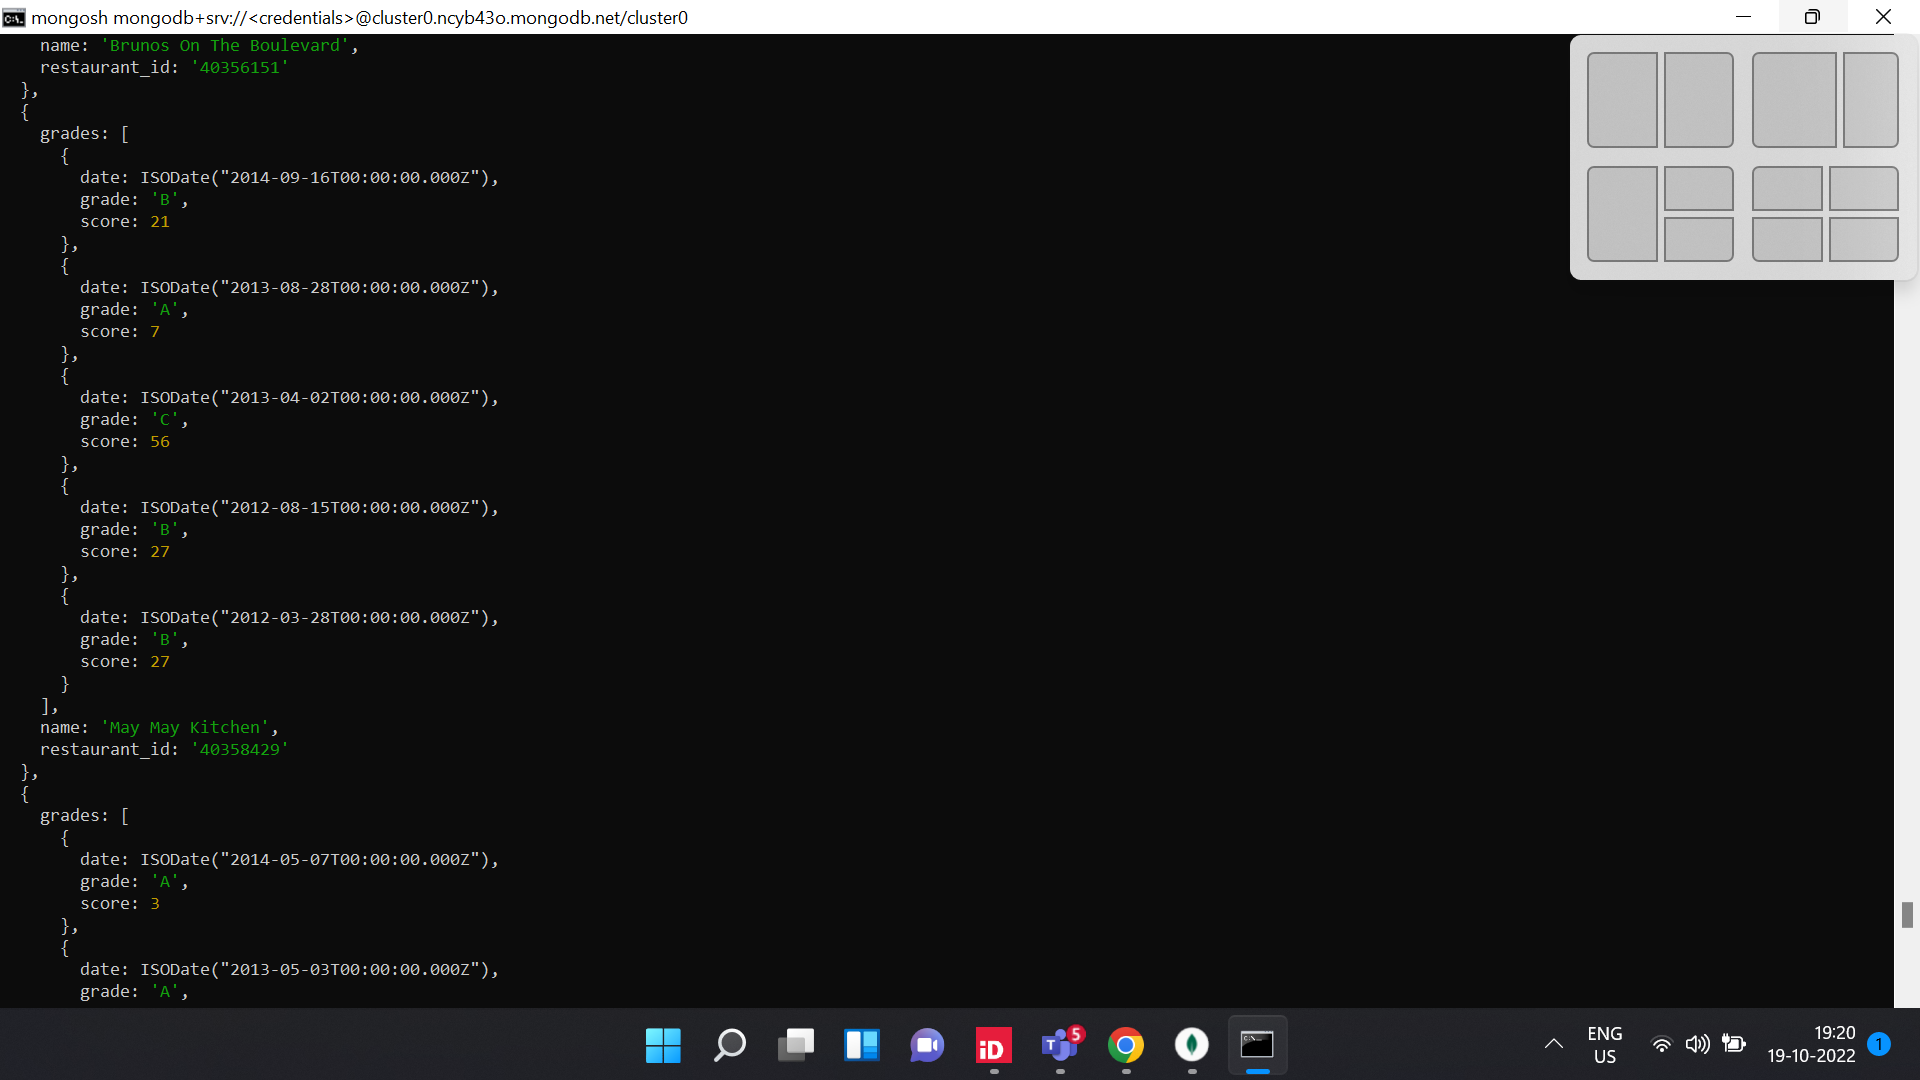 mongosh mongodb+srv://<credentials>@cluster0.ncyb43o.mongodb.net/cluster0
name: 'Brunos On The Boulevard',
restaurant_id: '40356151'
},
{
grades: [
{
date: ISODate("2014-09-16T00:00:00.000Z"),
grade: 'B',
score: 21
},
{
date: ISODate("2013-08-28T00:00:00.000Z"),
grade: 'A',
score: 7
},
{
date: ISODate("2013-04-02T00:00:00.000Z"),
grade: 'C',
score: 56
},
{
date: ISODate("2012-08-15T00:00:00.000Z"),
grade: 'B',
score: 27
},
{
date: ISODate("2012-03-28T00:00:00.000Z"),
grade: 'B',
score: 27
}
],
name: 'May May Kitchen',
restaurant_id: '40358429'
},
{
grades: [
{
date: ISODate("2014-05-07T00:00:00.000Z"),
grade: 'A',
score: 3
},
{
date: ISODate("2013-05-03T00:00:00.000Z"),
grade: 'A',
iD
T 5
ENG
US
19:20
19-10-2022
1